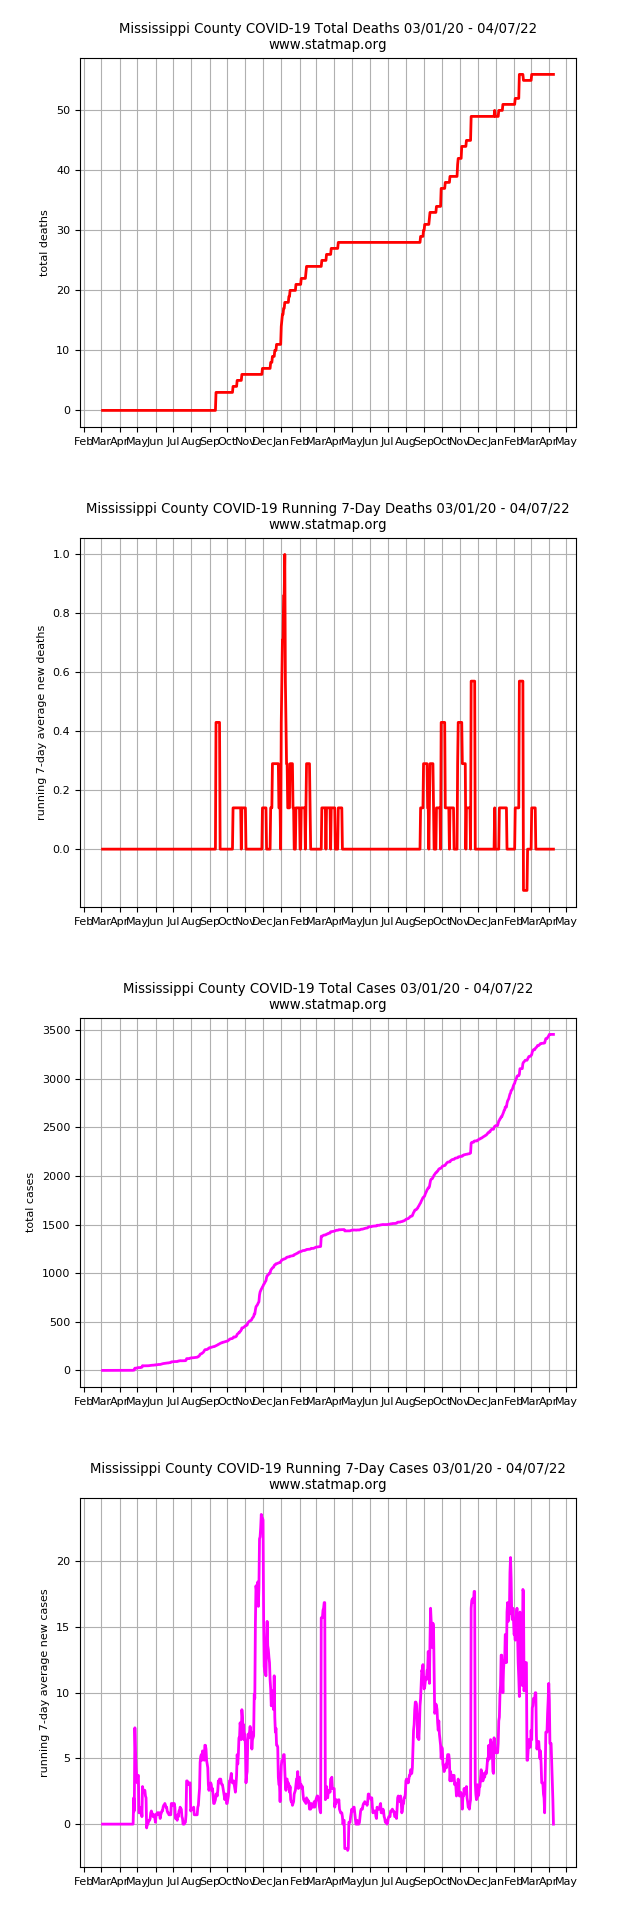 Mississippi County COVID-19 Total Deaths 03/01/20 - 04/07/22
www.statmap.org
total deaths
50
40
30
20
10
0
Feb Mar Apr May Jun Jul Aug Sep Oct Nov Dec Jan Feb Mar Apr May Jun Jul Aug Sep Oct Nov Dec Jan Feb Mar Apr May
Mississippi County COVID-19 Running 7-Day Deaths 03/01/20 - 04/07/22
www.statmap.org
running 7-day average new deaths
1.0
0.8
0.6
0.4
0.2
0.0
Feb Mar Apr May Jun Jul Aug Sep Oct Nov Dec Jan Feb Mar Apr May Jun Jul Aug Sep Oct Nov Dec Jan Feb Mar Apr May
Mississippi County COVID-19 Total Cases 03/01/20 - 04/07/22
www.statmap.org
total cases
3500
3000
2500
2000
1500
1000
500
0
Feb Mar Apr May Jun Jul Aug Sep Oct Nov Dec Jan Feb Mar Apr May Jun Jul Aug Sep Oct Nov Dec Jan Feb Mar Apr May
Mississippi County COVID-19 Running 7-Day Cases 03/01/20 - 04/07/22
www.statmap.org
running 7-day average new cases
20
15
10
5
0
Feb Mar Apr May Jun Jul Aug Sep Oct Nov Dec Jan Feb Mar Apr May Jun Jul Aug Sep Oct Nov Dec Jan Feb Mar Apr May